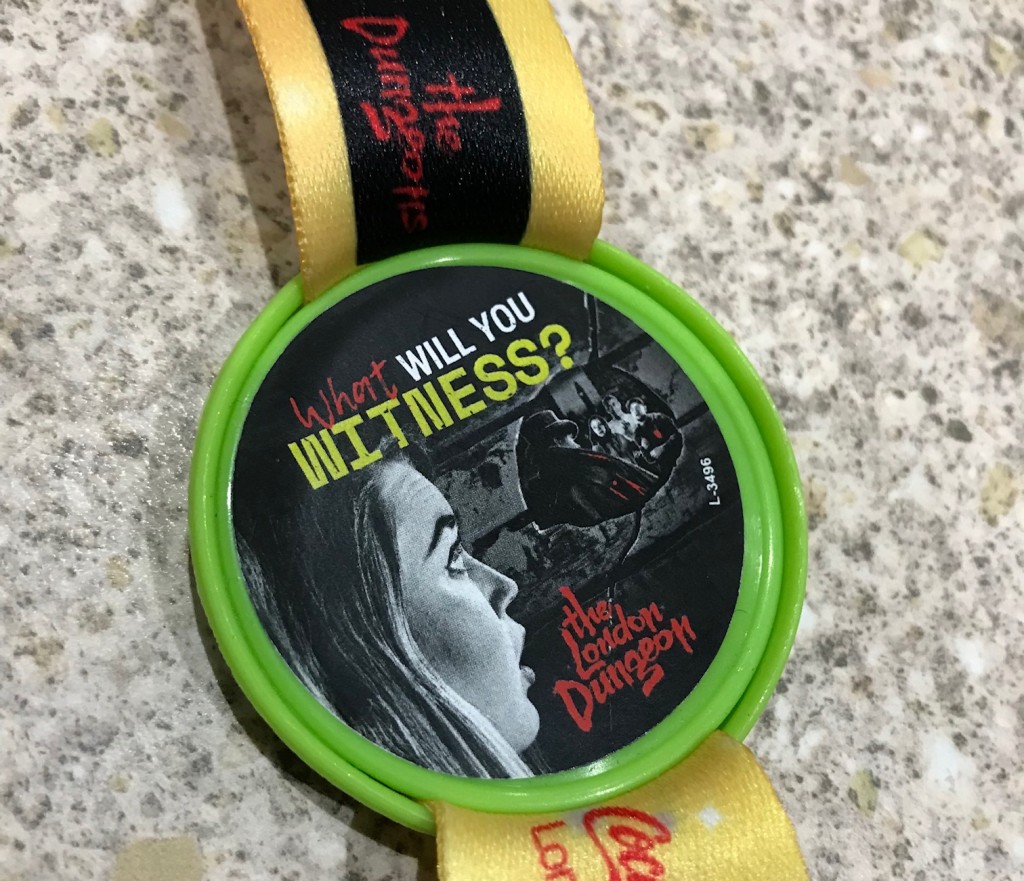 the
Dungeons
What WILL YOU
WITNESS?
L-3496
the
London
Dungeon